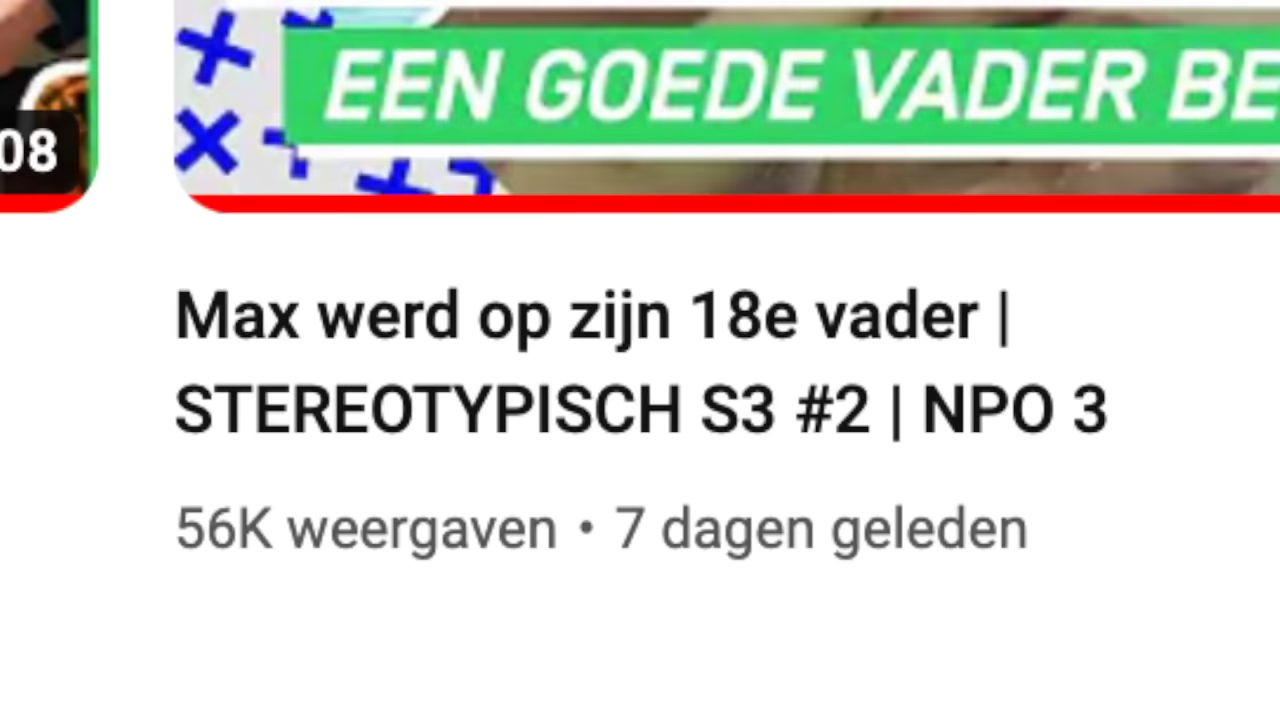 EEN GOEDE VADER
08
Max werd op zijn 18e vader |
STEREOTYPISCH S3 #2 | NPO 3
56K weergaven • 7 dagen geleden